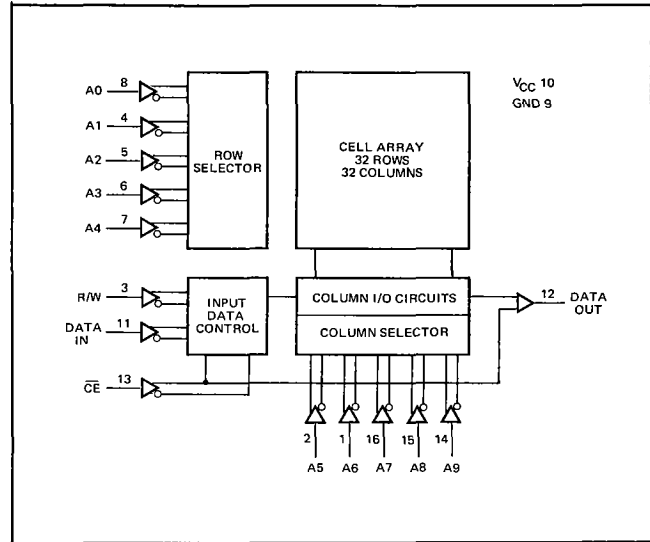 A0 8
A1 4
A2 5
A3 6
A4 7
ROW
SELECTOR
CELL ARRAY
32 ROWS
32 COLUMNS
VCC 10
GND 9
R/W 3
DATA
IN 11
CE 13
INPUT
DATA
CONTROL
COLUMN I/O CIRCUITS
COLUMN SELECTOR
12 DATA
OUT
2 1 16 15 14
A5 A6 A7 A8 A9